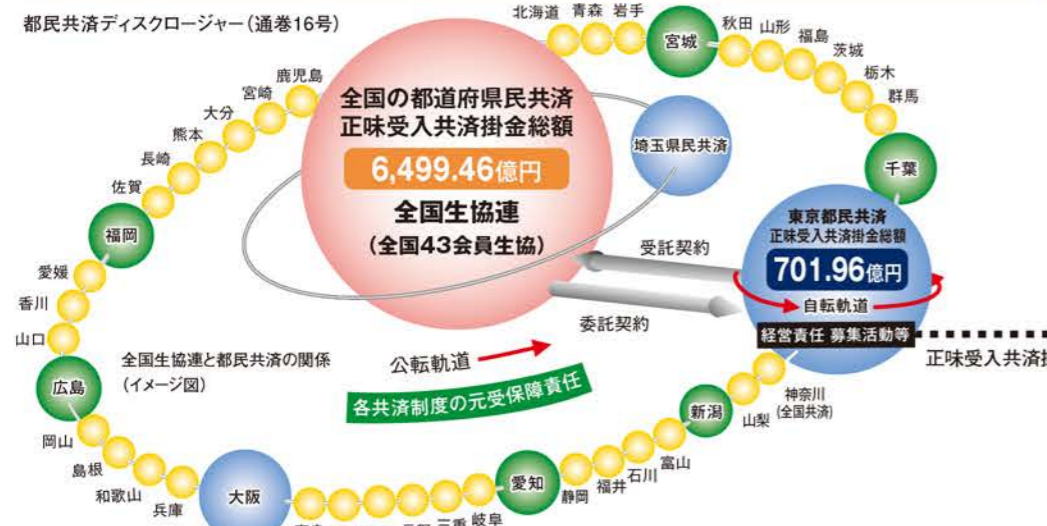 都民共済ディスクロージャー(通巻16号)
北海道
青森
岩手
宮城
秋田
山形
福島
茨城
栃木
群馬
千葉
鹿児島
宮崎
大分
熊本
長崎
佐賀
福岡
愛媛
香川
山口
広島
岡山
島根
和歌山
兵庫
大阪
全国の都道府県民共済
正味受入共済掛金総額
6,499.46億円
全国生協連
(全国43会員生協)
埼玉県民共済
東京都民共済
正味受入共済掛金総額
701.96億円
自転軌道
経営責任 募集活動等
正味受入共済掛
受託契約
委託契約
公転軌道
各共済制度の元受保障責任
全国生協連と都民共済の関係
(イメージ図)
神奈川
(全国共済)
山梨
新潟
富山
石川
福井
静岡
愛知
岐阜
三重